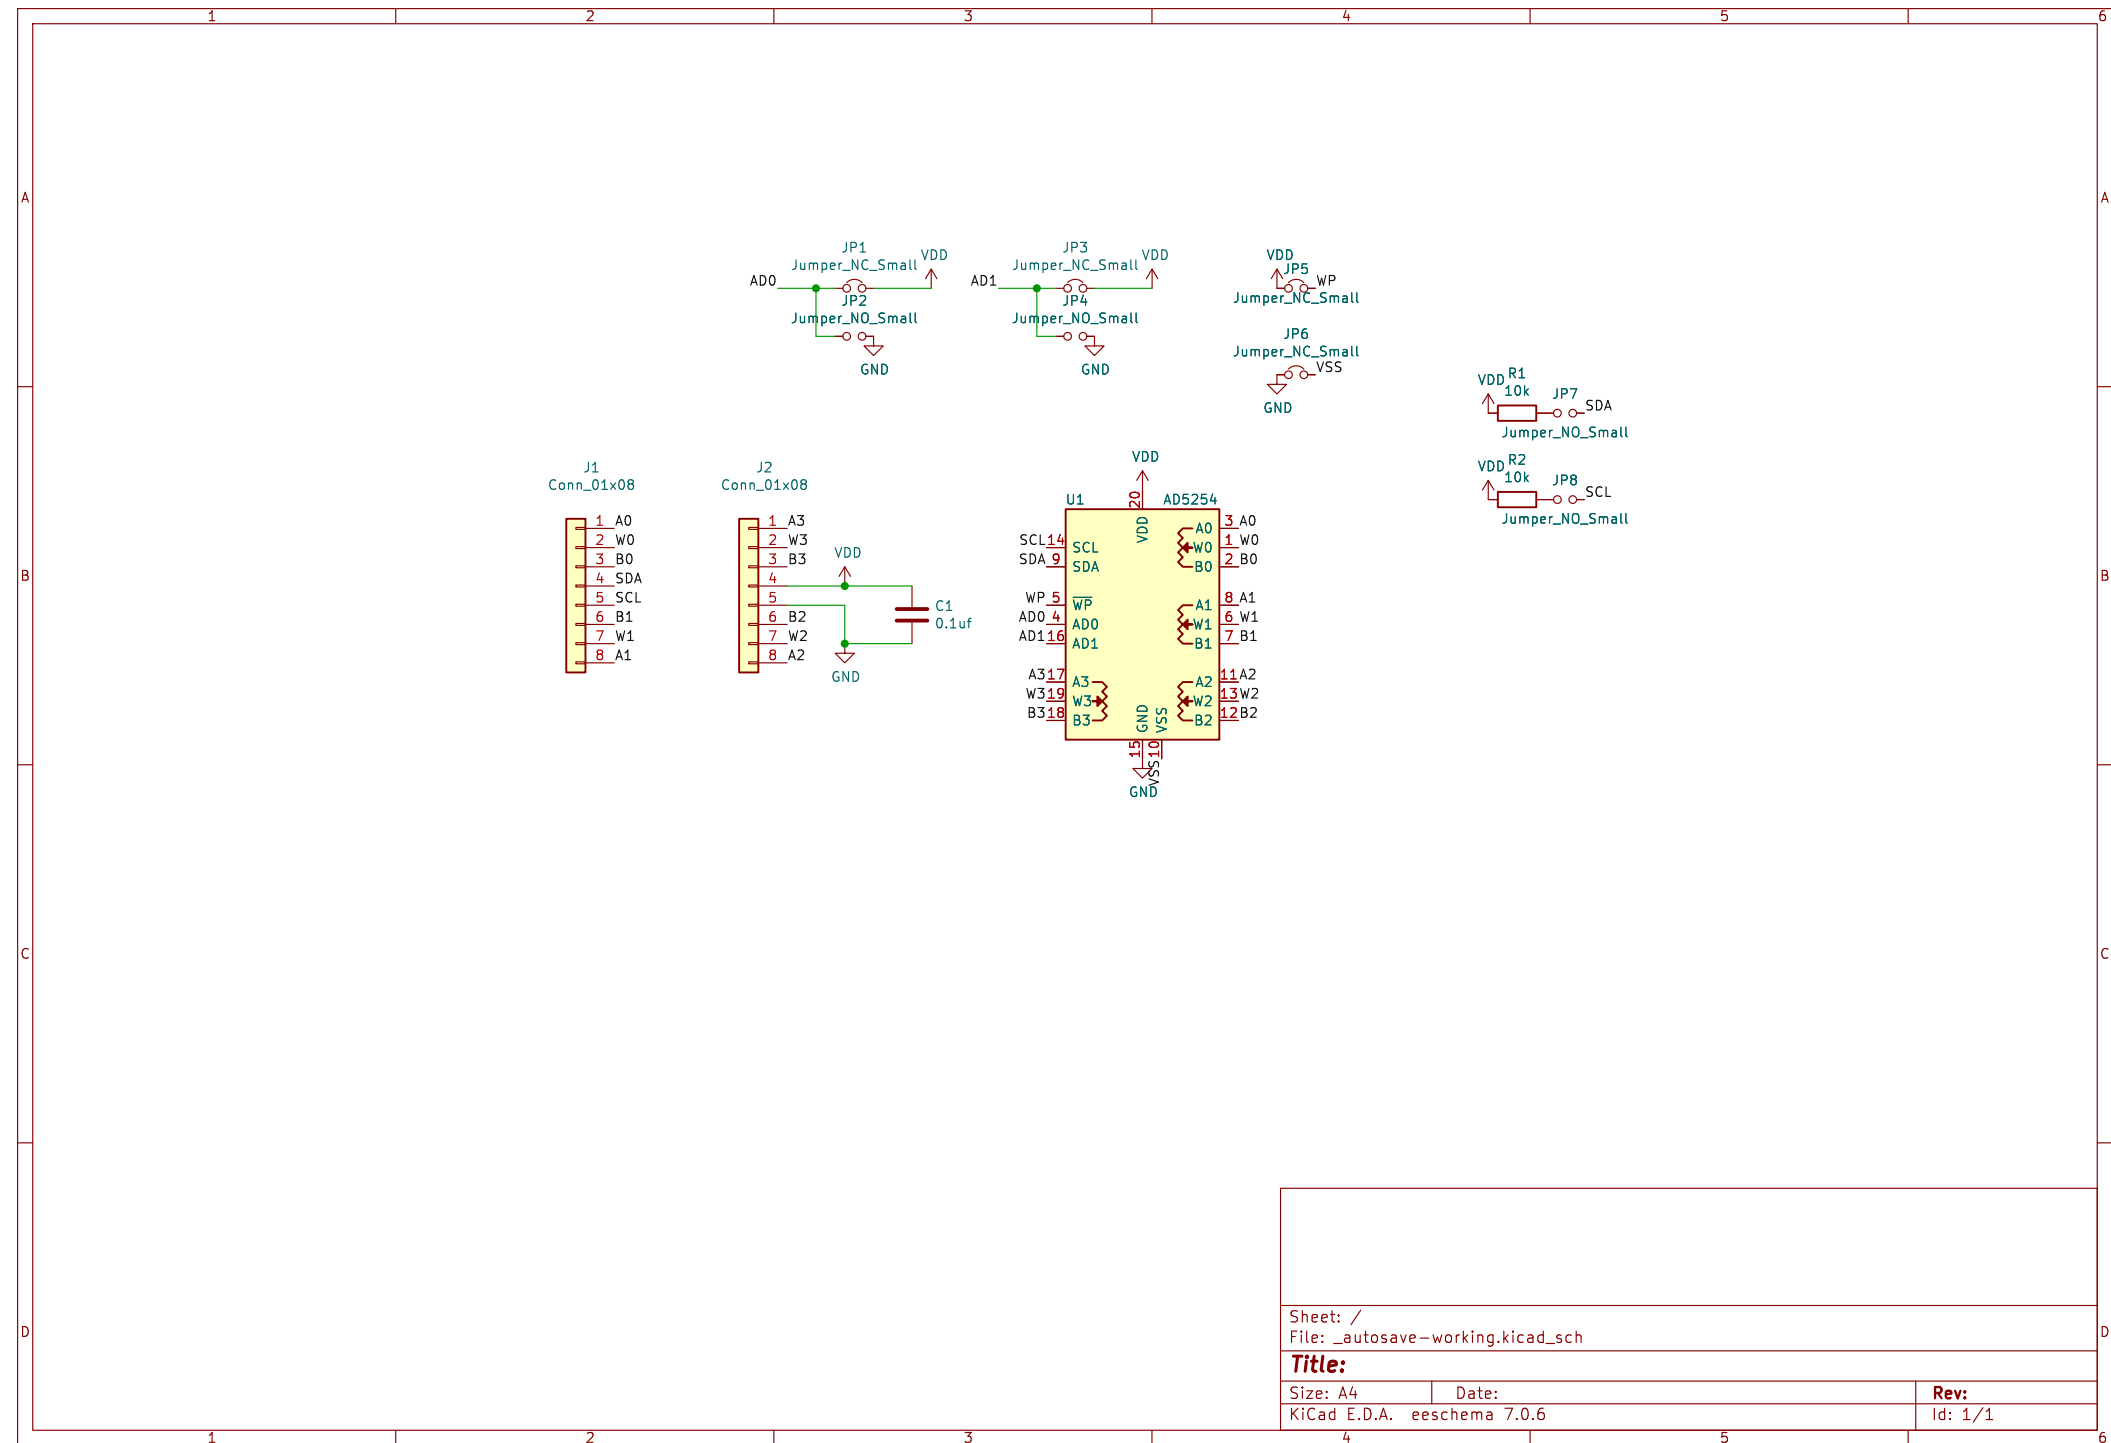 1 2 3 4 5 6
A A
JP1
Jumper_NC_Small
VDD
AD0
JP2
Jumper_NO_Small
GND
JP3
Jumper_NC_Small
VDD
AD1
JP4
Jumper_NO_Small
GND
VDD
JP5
WP
Jumper_NC_Small
JP6
Jumper_NC_Small
VSS
GND
R1
VDD
10k
JP7
SDA
Jumper_NO_Small
R2
VDD
10k
JP8
SCL
Jumper_NO_Small
B B
J1
Conn_01x08
1 A0
2 W0
3 B0
4 SDA
5 SCL
6 B1
7 W1
8 A1
J2
Conn_01x08
1 A3
2 W3
3 B3
4
5
6 B2
7 W2
8 A2
VDD
C1
0.1uf
GND
VDD
20
U1 AD5254
VDD
SCL 14 SCL
SDA 9 SDA
WP 5 WP
AD0 4 AD0
AD1 16 AD1
A3 17 A3
W3 19 W3
B3 18 B3
A0 3 A0
W0 1 W0
B0 2 B0
A1 8 A1
W1 6 W1
B1 7 B1
A2 11 A2
W2 13 W2
B2 12 B2
GND VSS
15 10
VSS
GND
C C
D D
Sheet: /
File: _autosave-working.kicad_sch
Title:
Size: A4 Date: Rev:
KiCad E.D.A. eeschema 7.0.6 Id: 1/1
1 2 3 4 5 6